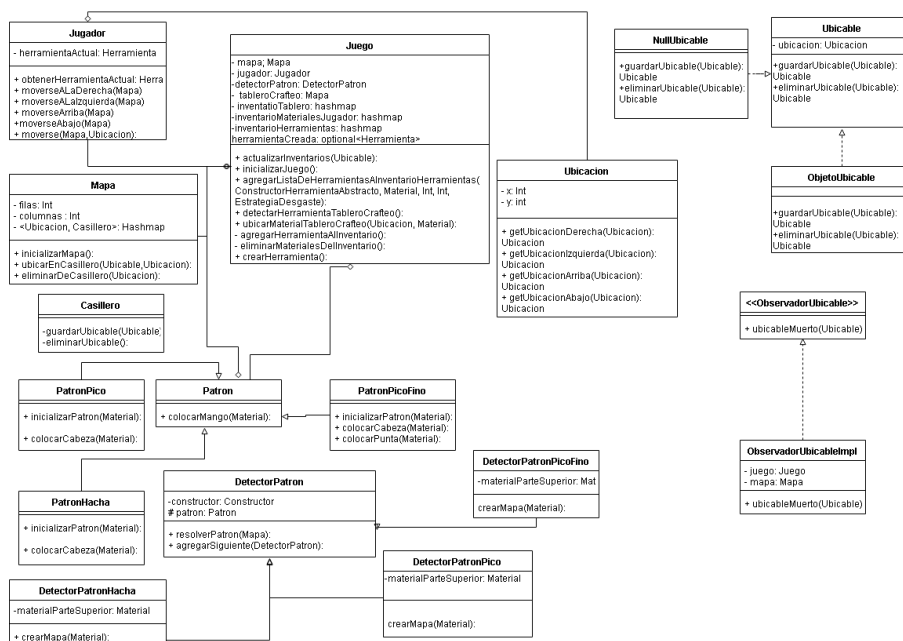 Jugador
- herramientaActual: Herramienta
+ obtenerHerramientaActual: Herra
+ moverseALaDerecha(Mapa)
+ moverseALaIzquierda(Mapa)
+ moverseArriba(Mapa)
+moverseAbajo(Mapa)
+ moverse(Mapa,Ubicacion):
Juego
- mapa; Mapa
- jugador: Jugador
-detectorPatron: DetectorPatron
- tableroCrafteo: Mapa
- inventatioTablero: hashmap
-inventarioMaterialesJugador: hashmap
-inventarioHerramientas: hashmap
herramientaCreada: optional<Herramienta>
+ actualizarInventarios(Ubicable):
+ inicializarJuego():
+ agregarListaDeHerramientasAInventarioHerramientas(
ConstructorHerramientaAbstracto, Material, Int, Int,
EstrategiaDesgaste):
+ detectarHerramientaTableroCrafteo():
+ ubicarMaterialTableroCrafteo(Ubicacion, Material):
- agregarHerramientaAlInventario():
- eliminarMaterialesDelInventario():
+ crearHerramienta():
NullUbicable
+guardarUbicable(Ubicable):
Ubicable
+eliminarUbicable(Ubicable):
Ubicable
Ubicable
- ubicacion: Ubicacion
+guardarUbicable(Ubicable):
Ubicable
+eliminarUbicable(Ubicable):
Ubicable
Mapa
- filas: Int
- columnas : Int
- <Ubicacion, Casillero>: Hashmap
+ inicializarMapa():
+ ubicarEnCasillero(Ubicable,Ubicacion):
+ eliminarDeCasillero(Ubicacion):
Ubicacion
- x: Int
- y: int
+ getUbicacionDerecha(Ubicacion):
Ubicacion
+ getUbicacionIzquierda(Ubicacion):
Ubicacion
+ getUbicacionArriba(Ubicacion):
Ubicacion
+ getUbicacionAbajo(Ubicacion):
Ubicacion
ObjetoUbicable
+guardarUbicable(Ubicable):
Ubicable
+eliminarUbicable(Ubicable):
Ubicable
Casillero
-guardarUbicable(Ubicable)
-eliminarUbicable():
<<ObservadorUbicable>>
+ ubicableMuerto(Ubicable)
PatronPico
+ inicializarPatron(Material):
+ colocarCabeza(Material):
Patron
+ colocarMango(Material):
PatronPicoFino
+ inicializarPatron(Material):
+ colocarCabeza(Material):
+ colocarPunta(Material):
PatronHacha
+ inicializarPatron(Material):
+ colocarCabeza(Material):
DetectorPatron
-constructor: Constructor
# patron: Patron
+ resolverPatron(Mapa):
+ agregarSiguiente(DetectorPatron):
DetectorPatronPicoFino
-materialParteSuperior: Mat
crearMapa(Material):
ObservadorUbicableImpl
- juego: Juego
- mapa: Mapa
+ ubicableMuerto(Ubicable)
DetectorPatronHacha
-materialParteSuperior: Material
+ crearMapa(Material):
DetectorPatronPico
-materialParteSuperior: Material
crearMapa(Material):